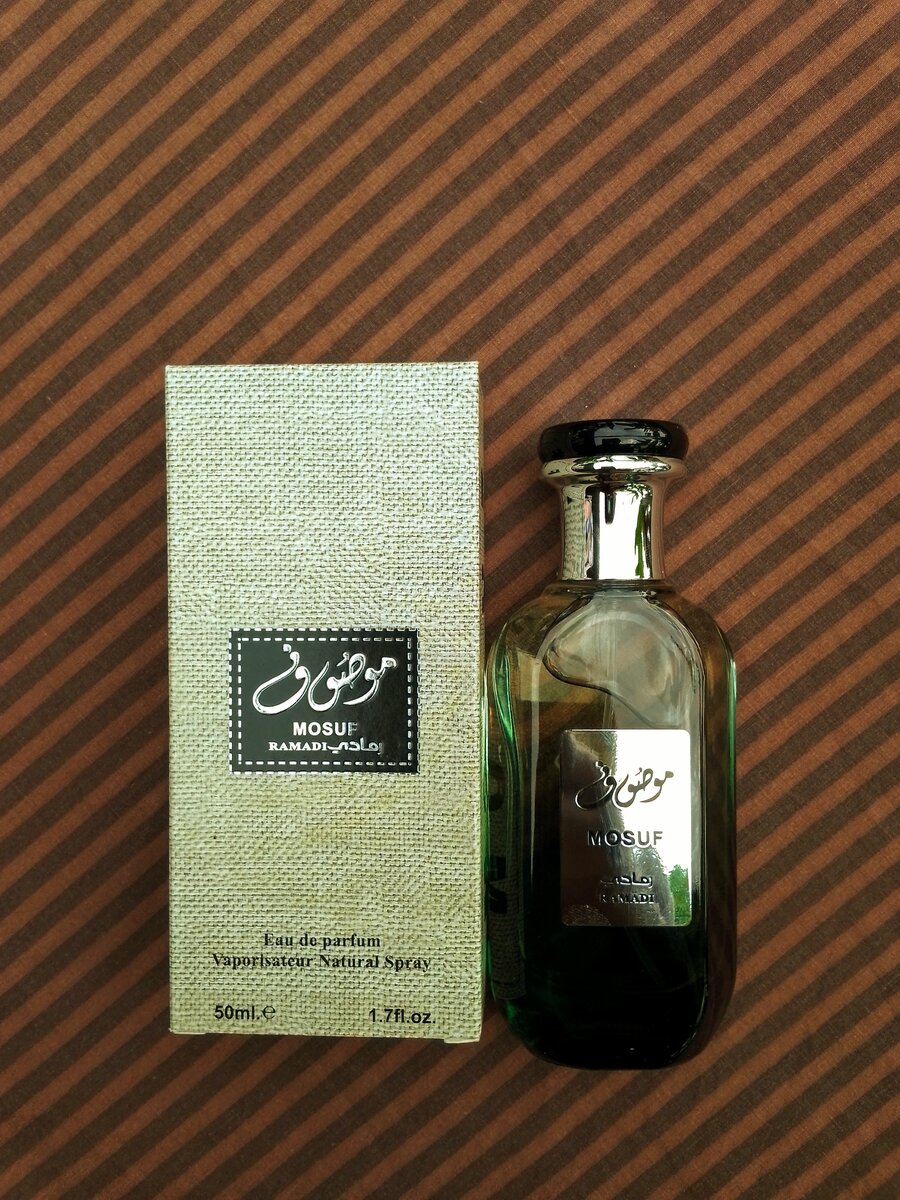 موصوف
MOSUF
RAMADI رمادي
Eau de parfum
Vaporisateur Natural Spray
50ml.℮ 1.7fl.oz.
موصوف
MOSUF
رمادي
RAMADI